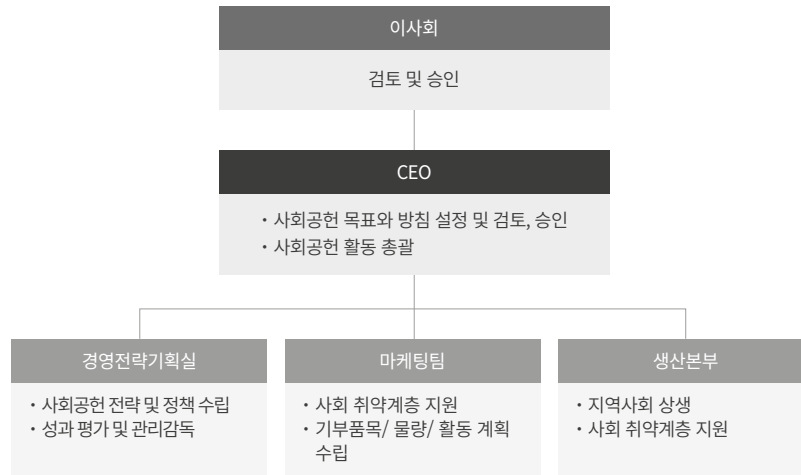 이사회
검토 및 승인
CEO
• 사회공헌 목표와 방침 설정 및 검토, 승인
• 사회공헌 활동 총괄
경영전략기획실
• 사회공헌 전략 및 정책 수립
• 성과 평가 및 관리감독
마케팅팀
• 사회 취약계층 지원
• 기부품목/ 물량/ 활동 계획
수립
생산본부
• 지역사회 상생
• 사회 취약계층 지원